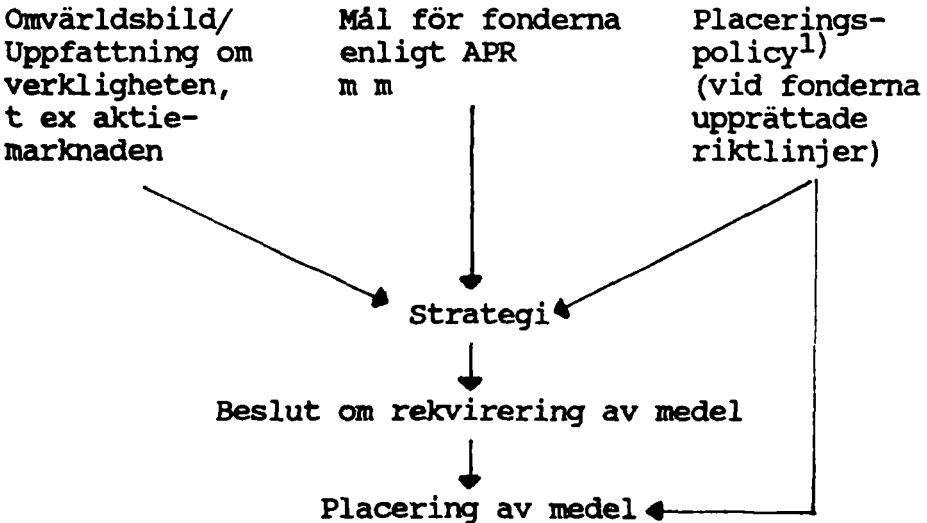 Omvärldsbild/
Uppfattning om
verkligheten,
t ex aktie-
marknaden
Mål för fonderna
enligt APR
m m
Placerings-
policy1)
(vid fonderna
upprättade
riktlinjer)
Strategi
Beslut om rekvirering av medel
Placering av medel